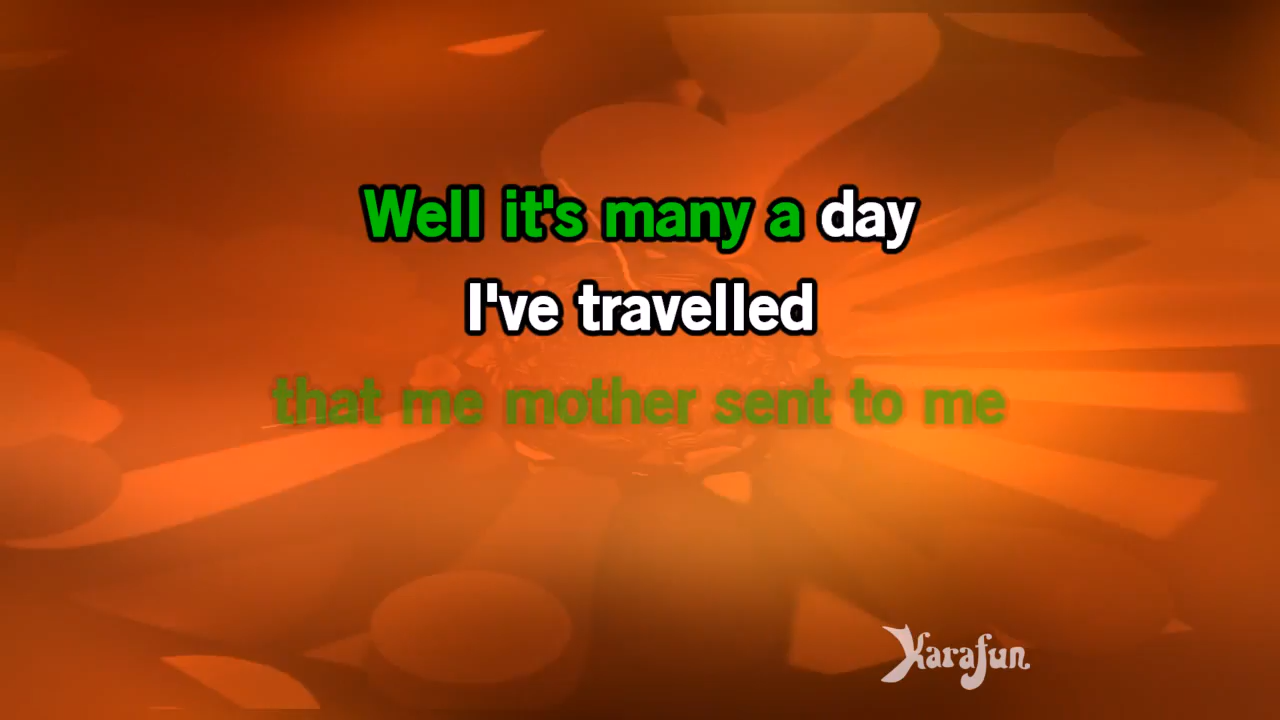 Well it's many a day
I've travelled
that me mother sent to me
Karafun